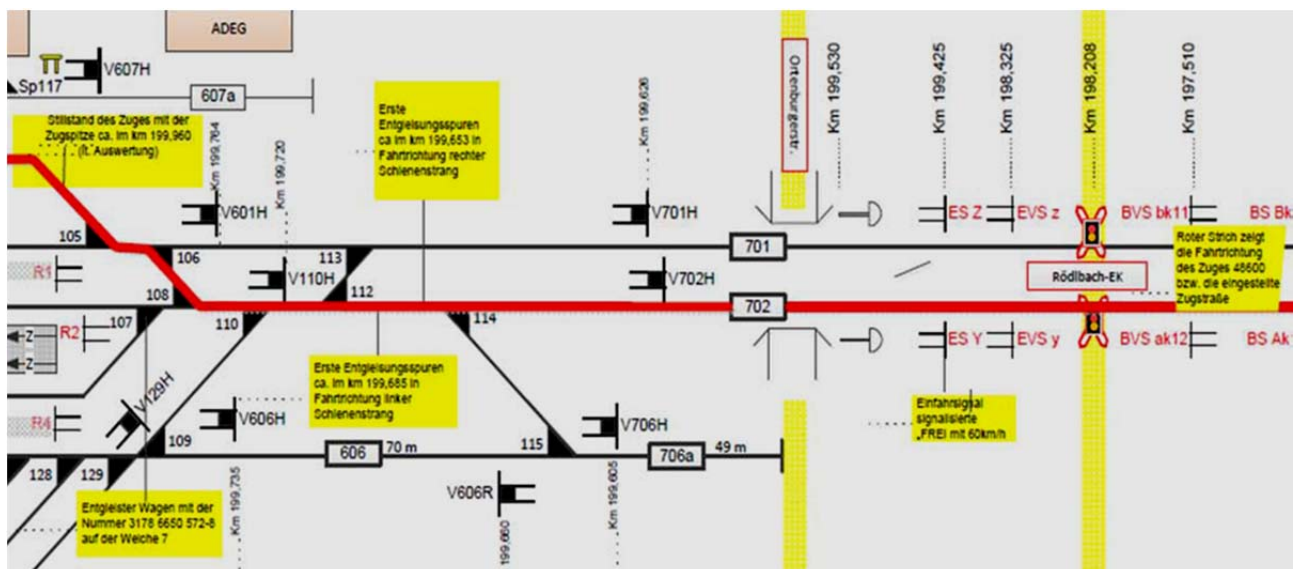 ADEG
V607H
Sp117
607a
Stillstand des Zuges mit der
Zugspitze ca. im km 199,960
(lt. Auswertung)
Km 199,764
Km 199,720
Erste
Entgleisungsspuren
ca im km 199,653 in
Fahrtrichtung rechter
Schienenstrang
Km 199,626
Ortenburgerstr.
Km 199,530
Km 199,425
Km 198,325
Km 198,208
Km 197,510
V601H
V701H
ES Z
EVS z
BVS bk11
BS Bk
105
106
113
701
R1
V110H
V702H
Rödlbach-EK
Roter Strich zeigt
die Fahrtrichtung
des Zuges 48600
bzw. die eingestellte
Zugstraße
108
112
702
107
R2
110
114
ES Y
EVS y
BVS ak12
BS Ak1
Z
Z
Erste Entgleisungsspuren
ca. im km 199,685 in
Fahrtrichtung linker
Schienenstrang
Einfahrsignal
signalisierte
„FREI mit 60km/h
V129H
R4
V606H
V706H
109
606
70 m
115
706a
49 m
128
129
V606R
Km 199,735
199,660
Km 199,605
Entgleister Wagen mit der
Nummer 3178 6650 572-8
auf der Weiche 7